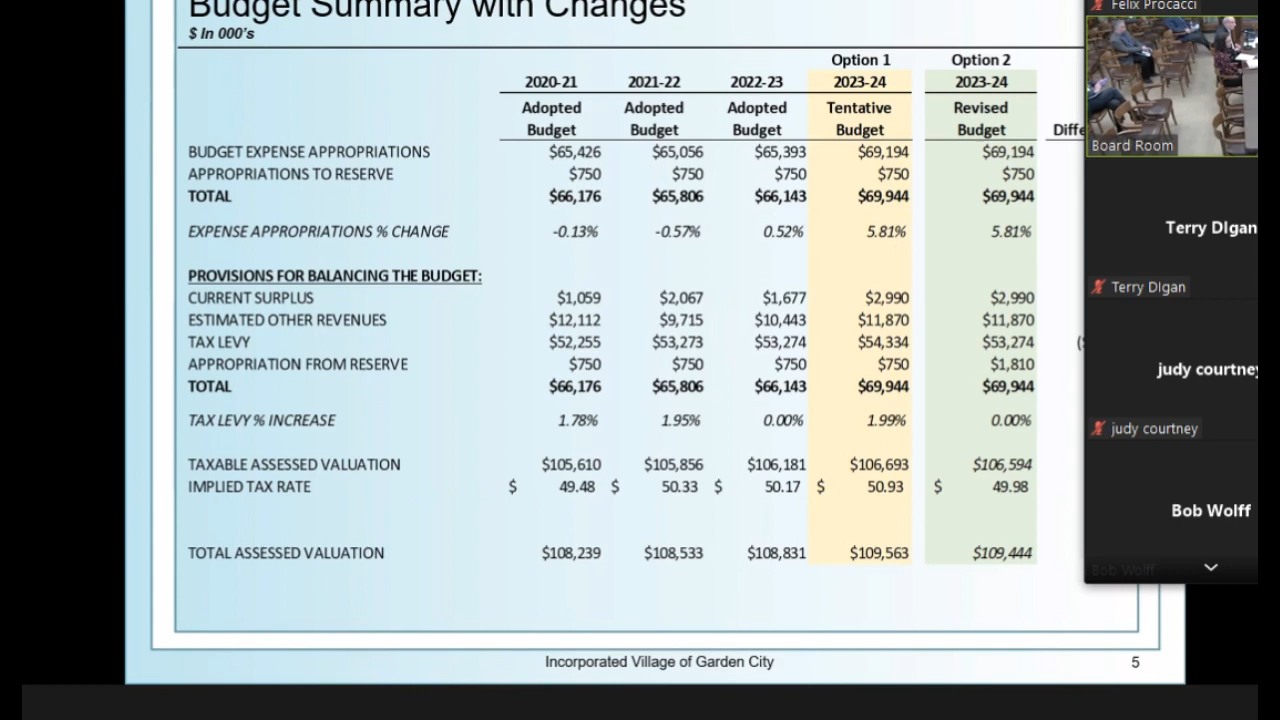 Budget Summary with Changes
$ In 000's
Option 1 Option 2
2020-21 2021-22 2022-23 2023-24 2023-24
Adopted Adopted Adopted Tentative Revised
Budget Budget Budget Budget Budget Diffe
BUDGET EXPENSE APPROPRIATIONS $65,426 $65,056 $65,393 $69,194 $69,194
APPROPRIATIONS TO RESERVE $750 $750 $750 $750 $750
TOTAL $66,176 $65,806 $66,143 $69,944 $69,944
EXPENSE APPROPRIATIONS % CHANGE -0.13% -0.57% 0.52% 5.81% 5.81%
PROVISIONS FOR BALANCING THE BUDGET:
CURRENT SURPLUS $1,059 $2,067 $1,677 $2,990 $2,990
ESTIMATED OTHER REVENUES $12,112 $9,715 $10,443 $11,870 $11,870
TAX LEVY $52,255 $53,273 $53,274 $54,334 $53,274
APPROPRIATION FROM RESERVE $750 $750 $750 $750 $1,810
TOTAL $66,176 $65,806 $66,143 $69,944 $69,944
TAX LEVY % INCREASE 1.78% 1.95% 0.00% 1.99% 0.00%
TAXABLE ASSESSED VALUATION $105,610 $105,856 $106,181 $106,693 $106,594
IMPLIED TAX RATE $ 49.48 $ 50.33 $ 50.17 $ 50.93 $ 49.98
TOTAL ASSESSED VALUATION $108,239 $108,533 $108,831 $109,563 $109,444
Incorporated Village of Garden City 5
Felix Procacci
Board Room
Terry DIgan
Terry DIgan
judy courtney
judy courtney
Bob Wolff
Bob Wolff